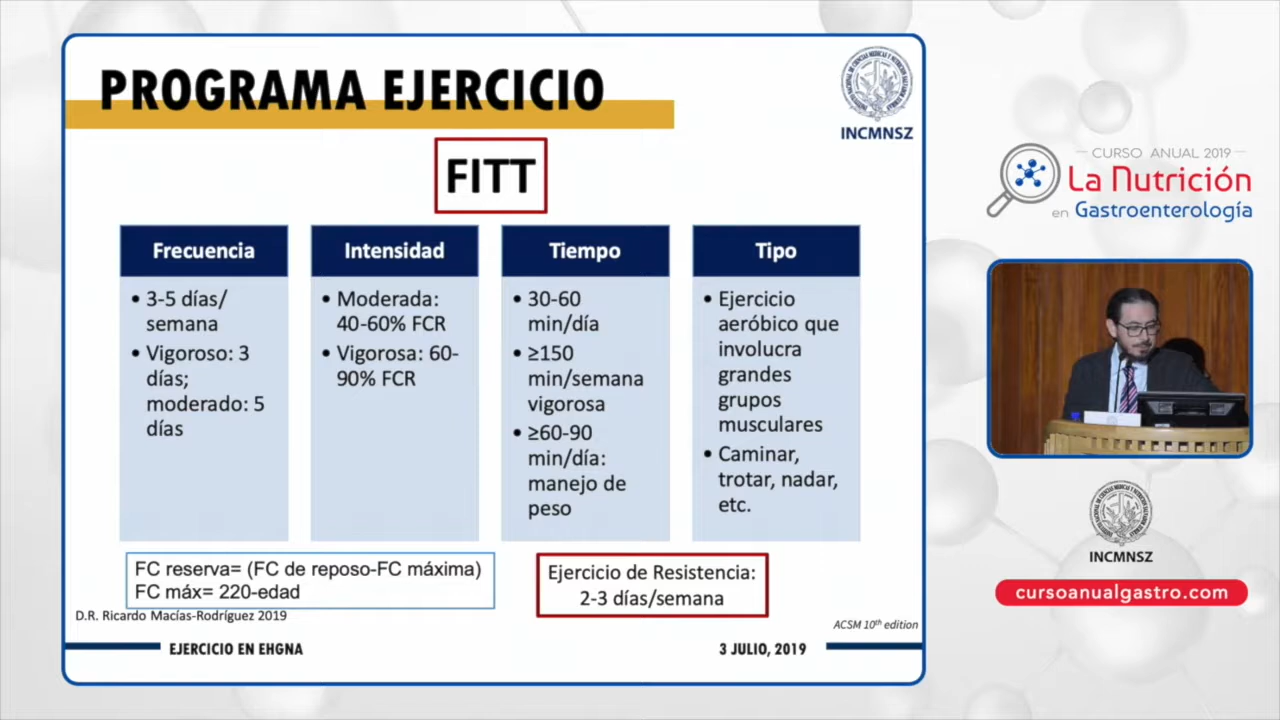 PROGRAMA EJERCICIO
INCMNSZ
FITT
Frecuencia
• 3-5 días/
semana
• Vigoroso: 3
días;
moderado: 5
días
Intensidad
• Moderada:
40-60% FCR
• Vigorosa: 60-
90% FCR
Tiempo
• 30-60
min/día
• ≥150
min/semana
vigorosa
• ≥60-90
min/día:
manejo de
peso
Tipo
• Ejercicio
aeróbico que
involucra
grandes
grupos
musculares
• Caminar,
trotar, nadar,
etc.
FC reserva= (FC de reposo-FC máxima)
FC máx= 220-edad
Ejercicio de Resistencia:
2-3 días/semana
D.R. Ricardo Macías-Rodríguez 2019
ACSM 10th edition
EJERCICIO EN EHGNA
3 JULIO, 2019
CURSO ANUAL 2019
La Nutrición
en Gastroenterología
INCMNSZ
cursoanualgastro.com